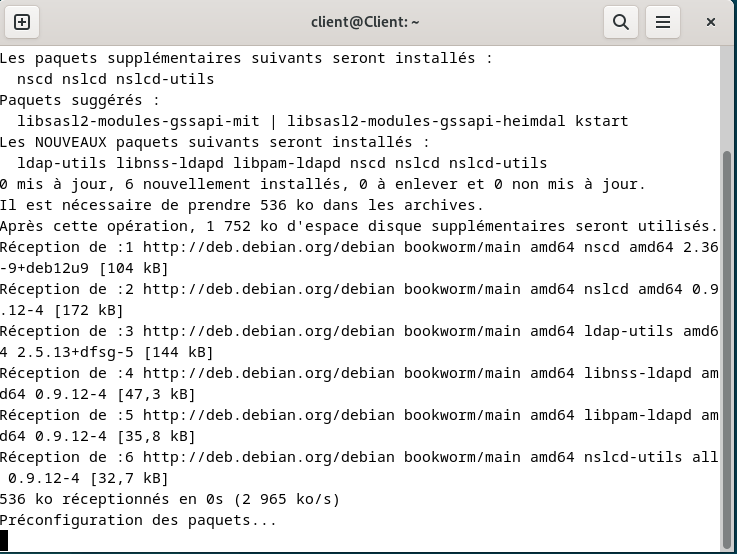 client@Client: ~
Les paquets supplémentaires suivants seront installés :
  nscd nslcd nslcd-utils
Paquets suggérés :
  libsasl2-modules-gssapi-mit | libsasl2-modules-gssapi-heimdal kstart
Les NOUVEAUX paquets suivants seront installés :
  ldap-utils libnss-ldapd libpam-ldapd nscd nslcd nslcd-utils
0 mis à jour, 6 nouvellement installés, 0 à enlever et 0 non mis à jour.
Il est nécessaire de prendre 536 ko dans les archives.
Après cette opération, 1 752 ko d'espace disque supplémentaires seront utilisés.
Réception de :1 http://deb.debian.org/debian bookworm/main amd64 nscd amd64 2.36
-9+deb12u9 [104 kB]
Réception de :2 http://deb.debian.org/debian bookworm/main amd64 nslcd amd64 0.9
.12-4 [172 kB]
Réception de :3 http://deb.debian.org/debian bookworm/main amd64 ldap-utils amd6
4 2.5.13+dfsg-5 [144 kB]
Réception de :4 http://deb.debian.org/debian bookworm/main amd64 libnss-ldapd am
d64 0.9.12-4 [47,3 kB]
Réception de :5 http://deb.debian.org/debian bookworm/main amd64 libpam-ldapd am
d64 0.9.12-4 [35,8 kB]
Réception de :6 http://deb.debian.org/debian bookworm/main amd64 nslcd-utils all
 0.9.12-4 [32,7 kB]
536 ko réceptionnés en 0s (2 965 ko/s)
Préconfiguration des paquets...